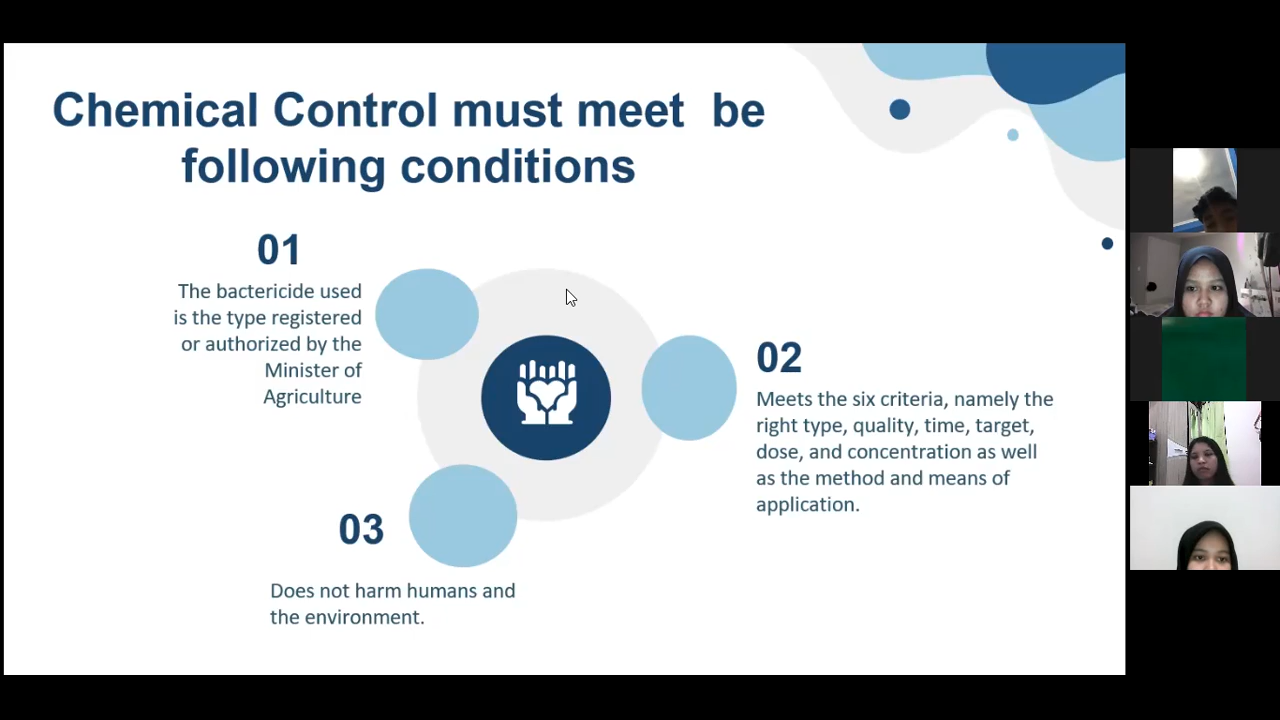 Chemical Control must meet  be
following conditions
01
The bactericide used
is the type registered
or authorized by the
Minister of
Agriculture
02
Meets the six criteria, namely the
right type, quality, time, target,
dose, and concentration as well
as the method and means of
application.
03
Does not harm humans and
the environment.